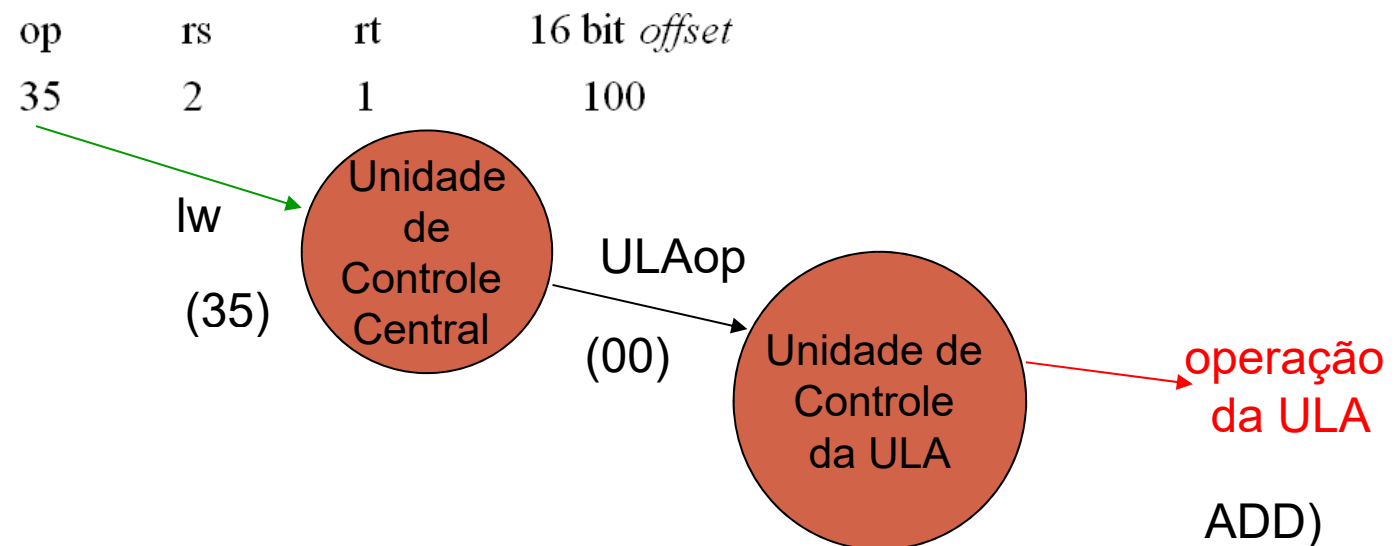 op rs rt 16 bit offset
35 2 1 100
lw
(35)
Unidade
de
Controle
Central
ULAop
(00)
Unidade de
Controle
da ULA
operação
da ULA
ADD)